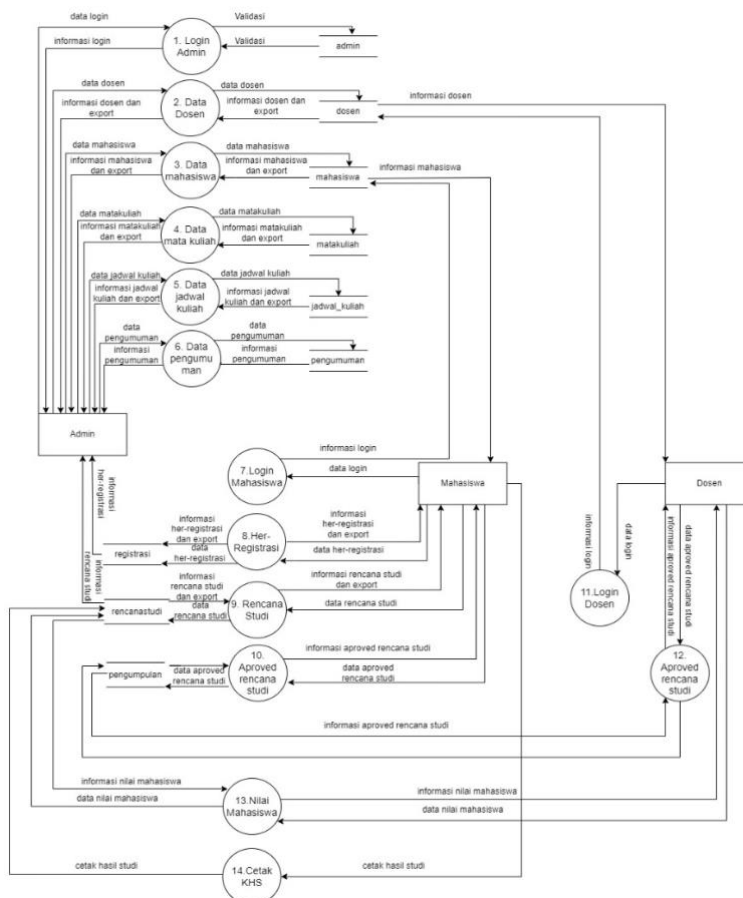 data login
Validasi
1. Login
Admin
informasi login
Validasi
admin
data dosen
data dosen
informasi dosen dan
export
2. Data
Dosen
informasi dosen dan
export
dosen
informasi dosen
data mahasiswa
data mahasiswa
informasi mahasiswa
dan export
3. Data
mahasiswa
informasi mahasiswa
dan export
mahasiswa
informasi mahasiswa
data matakuliah
data matakuliah
informasi matakuliah
dan export
4. Data
mata kuliah
informasi matakuliah
dan export
matakuliah
data jadwal kuliah
data jadwal kuliah
informasi jadwal
kuliah dan export
5. Data
jadwal
kuliah
informasi jadwal
kuliah dan export
jadwal_kuliah
data
pengumuman
informasi
pengumuman
6. Data
pengumu
man
data
pengumuman
informasi
pengumuman
pengumuman
Admin
informasi
her-registrasi
informasi login
7.Login
Mahasiswa
data login
Mahasiswa
Dosen
informasi
her-registrasi dan export
8.Her-
Registrasi
informasi
her-registrasi dan export
registrasi
data
her-registrasi
data her-registrasi
informasi
rencana studi
informasi
rencana studi
dan export
9. Rencana
Studi
informasi rencana studi
dan export
rencanastudi
data
rencana studi
data rencana studi
informasi login
data login
11.Login
Dosen
informasi aproved rencana studi
data aproved rencana studi
10.
Aproved
rencana
studi
informasi aproved rencana studi
pengumpulan
data aproved
rencana studi
data aproved
rencana studi
12.
Aproved
rencana
studi
informasi aproved rencana studi
informasi nilai mahasiswa
data nilai mahasiswa
13.Nilai
Mahasiswa
informasi nilai mahasiswa
data nilai mahasiswa
cetak hasil studi
14.Cetak
KHS
cetak hasil studi